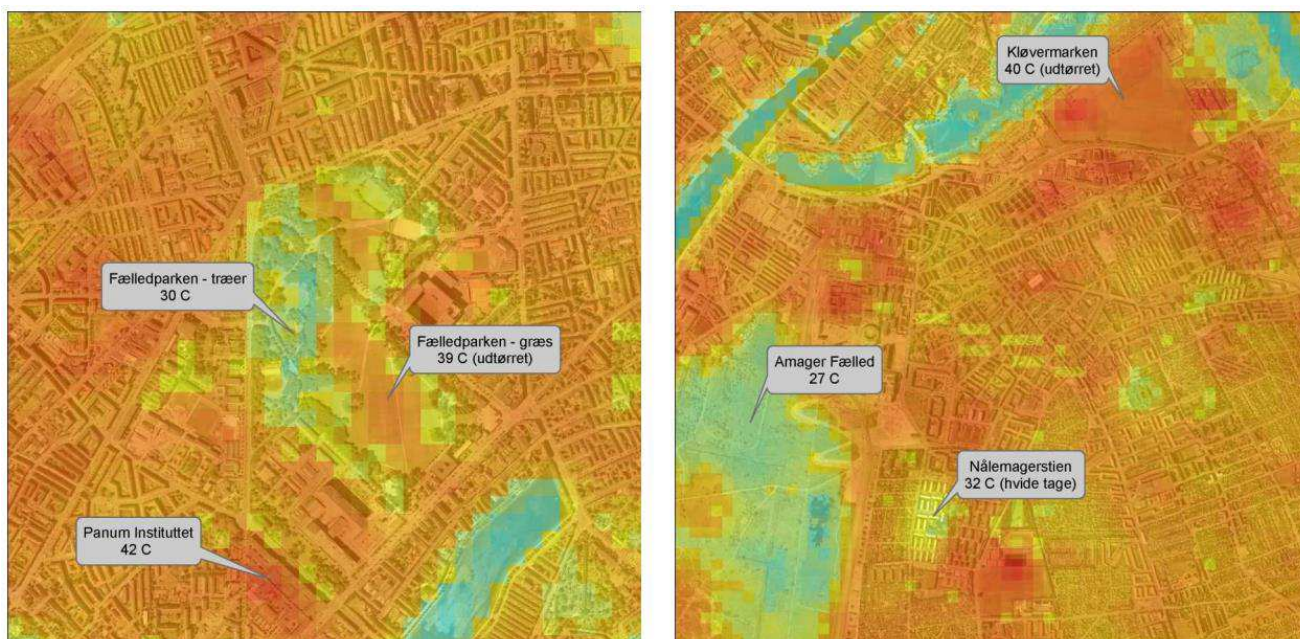 Fælledparken - træer
30 C
Fælledparken - græs
39 C (udtørret)
Panum Instituttet
42 C
Kløvermarken
40 C (udtørret)
Amager Fælled
27 C
Nålemagerstien
32 C (hvide tage)